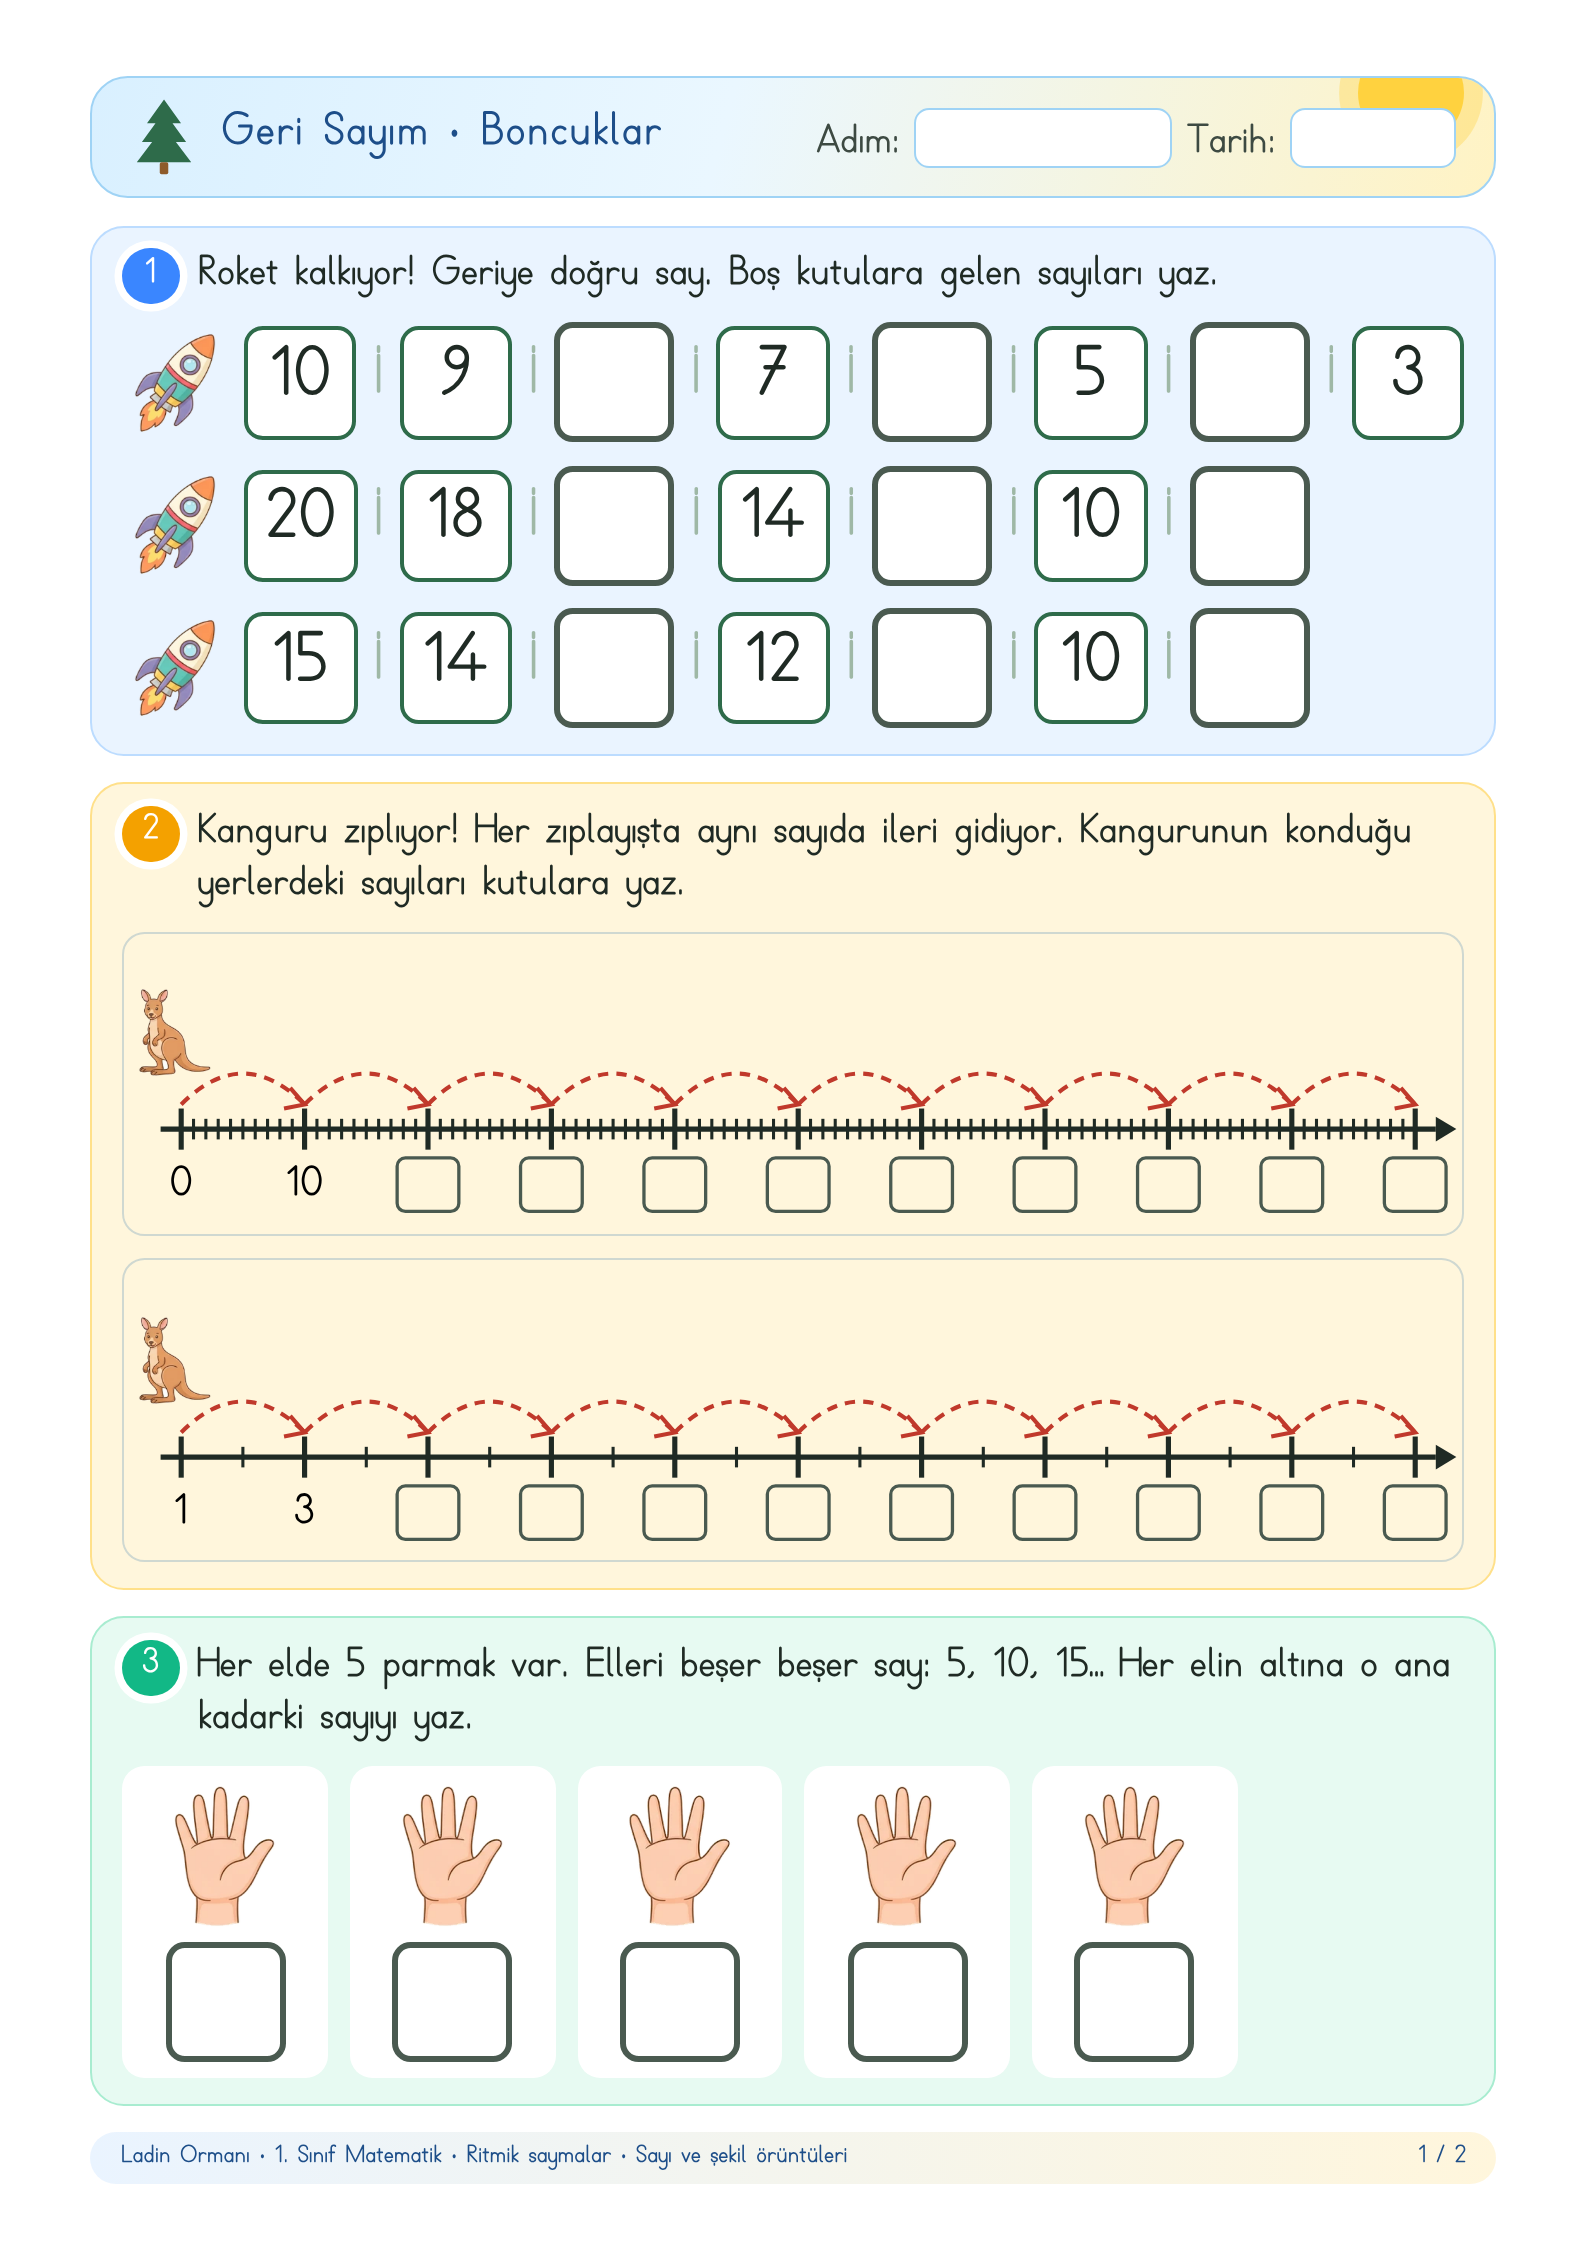 Geri Sayım • Boncuklar
Adım:
Tarih:
1
Roket kalkıyor! Geriye doğru say. Boş kutulara gelen sayıları yaz.
10 i 9 i i 7 i i 5 i i 3
20 i 18 i i 14 i i 10 i
15 i 14 i i 12 i i 10 i
2
Kanguru zıplıyor! Her zıplayışta aynı sayıda ileri gidiyor. Kangurunun konduğu
yerlerdeki sayıları kutulara yaz.
0 10
1 3
3
Her elde 5 parmak var. Elleri beşer beşer say: 5, 10, 15... Her elin altına o ana
kadarki sayıyı yaz.
Ladin Ormanı • 1. Sınıf Matematik • Ritmik saymalar • Sayı ve şekil örüntüleri
1 / 2